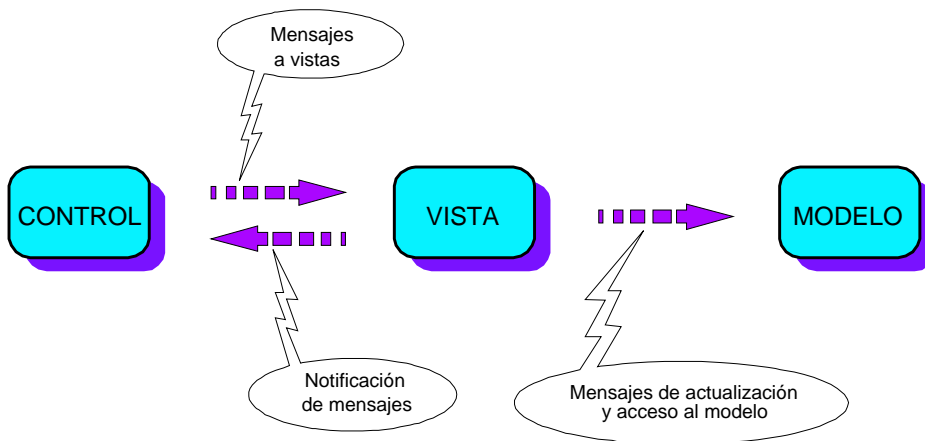 Mensajes
a vistas
CONTROL
VISTA
MODELO
Notificación
de mensajes
Mensajes de actualización
y acceso al modelo